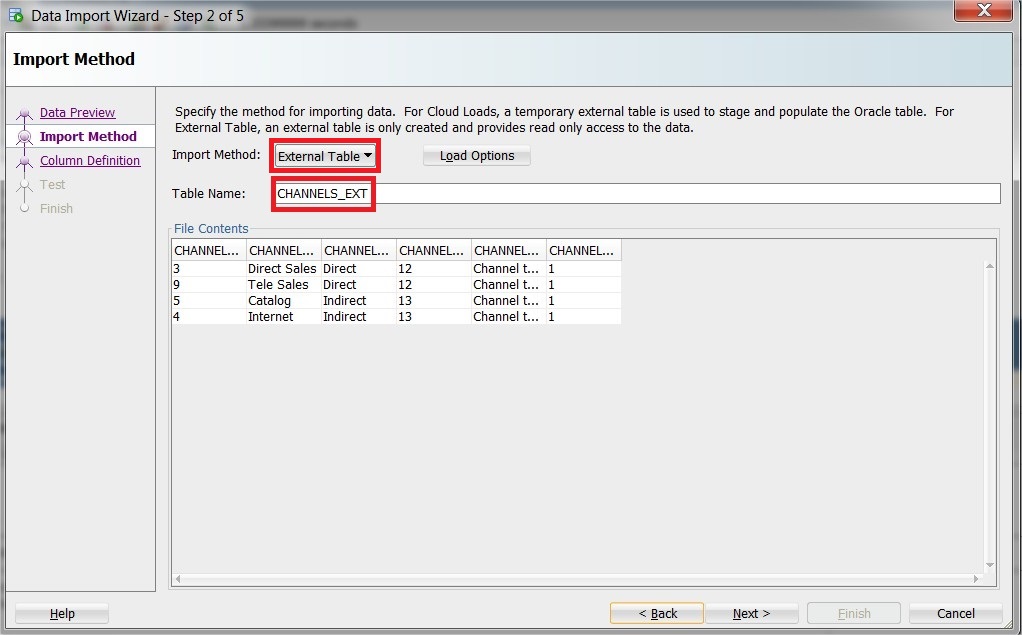 Data Import Wizard - Step 2 of 5
Import Method
Data Preview
Import Method
Column Definition
Test
Finish
Specify the method for importing data.  For Cloud Loads, a temporary external table is used to stage and populate the Oracle table.  For
External Table, an external table is only created and provides read only access to the data.
Import Method: External Table Load Options
Table Name: CHANNELS_EXT
File Contents
CHANNEL... CHANNEL... CHANNEL... CHANNEL... CHANNEL... CHANNEL...
3 Direct Sales Direct 12 Channel t... 1
9 Tele Sales Direct 12 Channel t... 1
5 Catalog Indirect 13 Channel t... 1
4 Internet Indirect 13 Channel t... 1
Help < Back Next > Finish Cancel